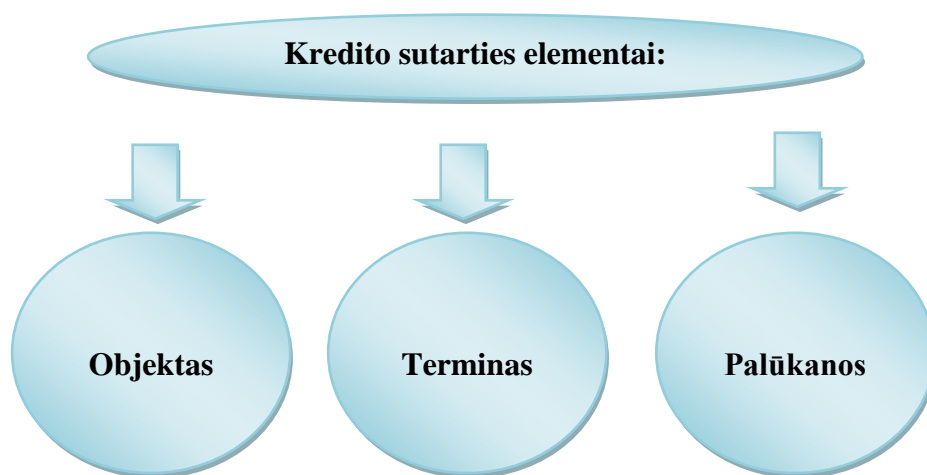 Kredito sutarties elementai:
Objektas
Terminas
Palūkanos